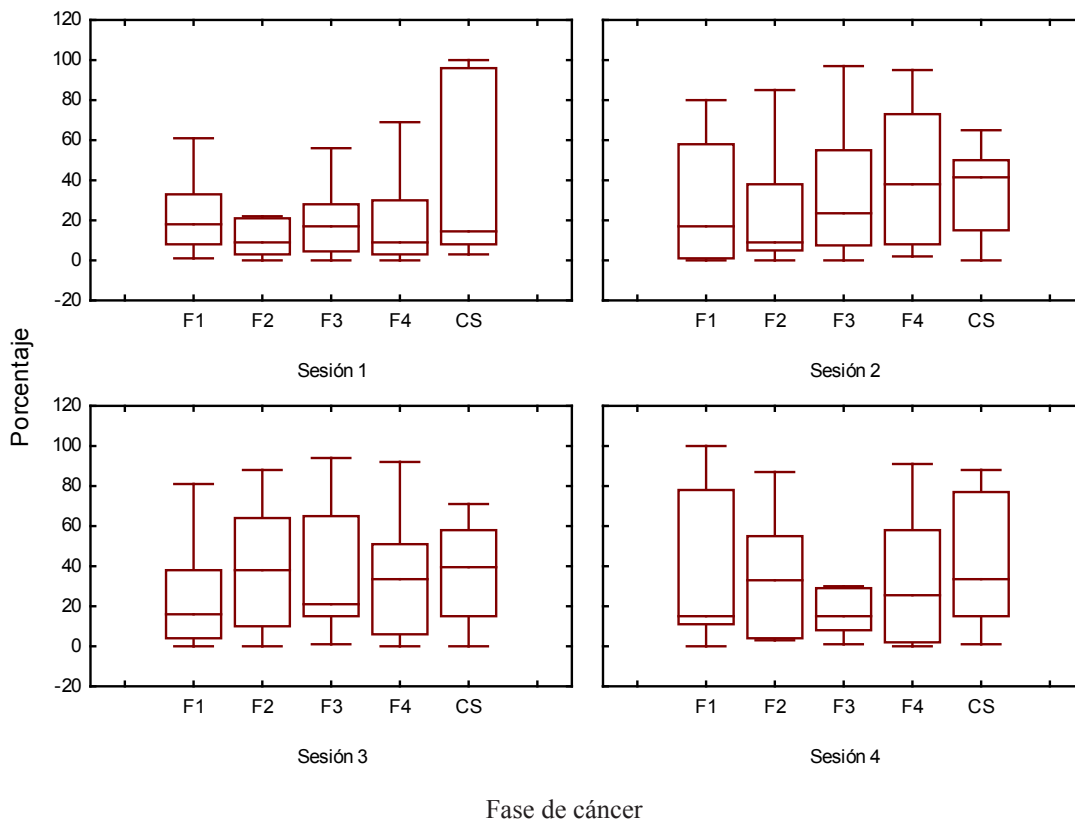 120
100
80
60
40
20
0
-20
F1 F2 F3 F4 CS
Sesión 1
F1 F2 F3 F4 CS
Sesión 2
Porcentaje
120
100
80
60
40
20
0
-20
F1 F2 F3 F4 CS
Sesión 3
F1 F2 F3 F4 CS
Sesión 4
Fase de cáncer